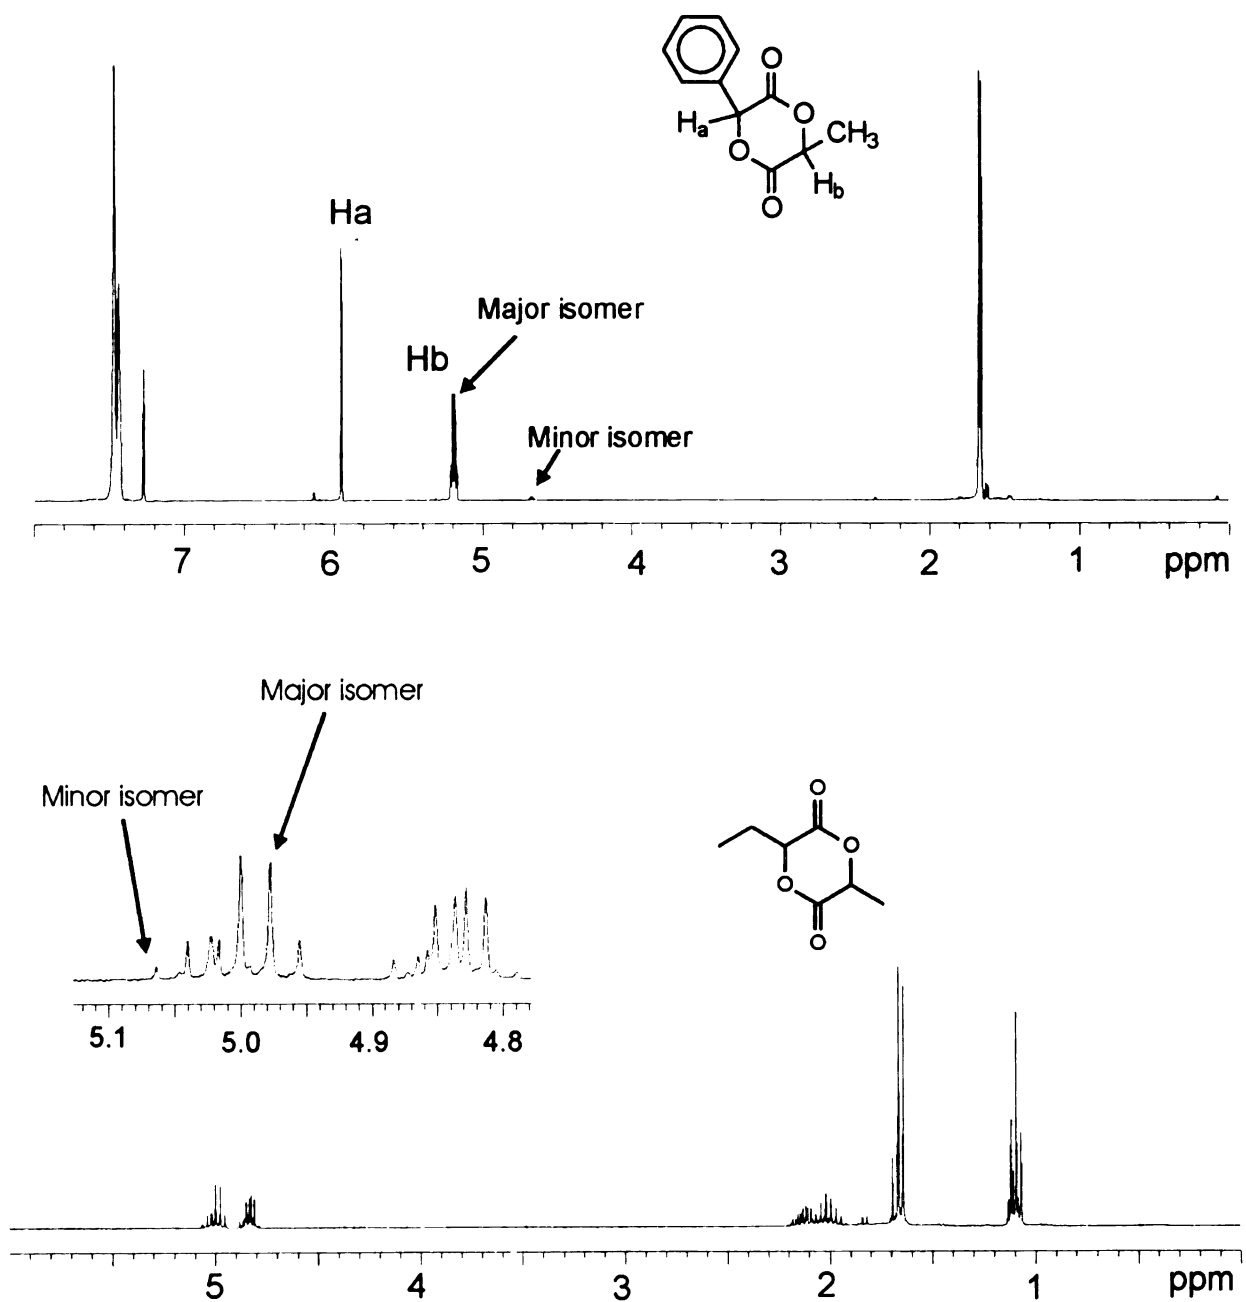 O
Ha
O
CH3
O
Hb
O
Ha
Major isomer
Hb
Minor isomer
7 6 5 4 3 2 1 ppm
Major isomer
Minor isomer
O
O
O
O
5.1 5.0 4.9 4.8
5 4 3 2 1 ppm